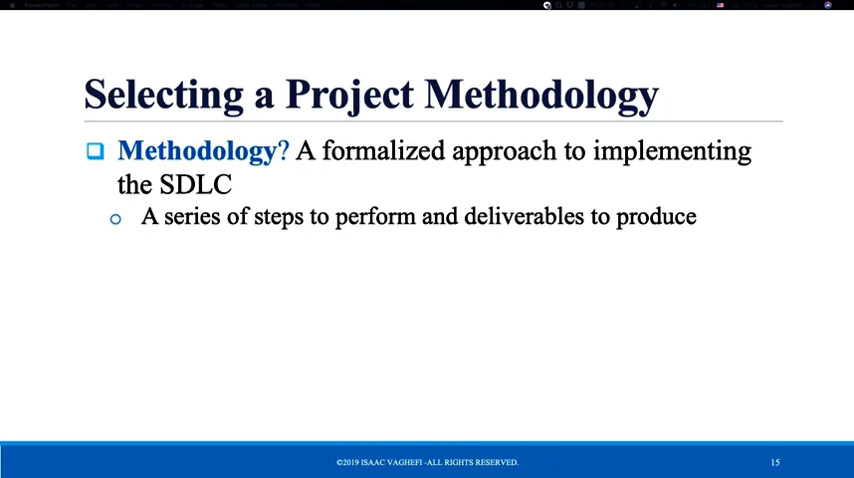 PowerPoint
Selecting a Project Methodology
Methodology? A formalized approach to implementing
the SDLC
A series of steps to perform and deliverables to produce
©2019 ISAAC VAGHEFI -ALL RIGHTS RESERVED.
15